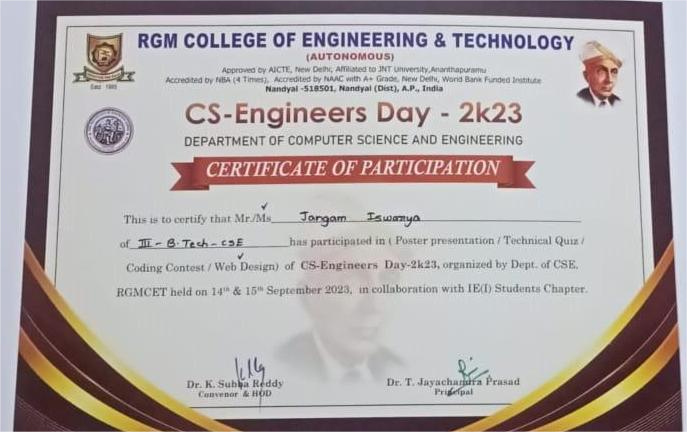 RGM COLLEGE OF ENGINEERING & TECHNOLOGY
(AUTONOMOUS)
Approved by AICTE, New Delhi, Affiliated to JNT University, Ananthapuramu
Accredited by NBA (4 Times), Accredited by NAAC with A+ Grade, New Delhi, World Bank Funded Institute
Nandyal -518501, Nandyal (Dist), A.P., India
Estd 1995
CS-Engineers Day - 2k23
DEPARTMENT OF COMPUTER SCIENCE AND ENGINEERING
CERTIFICATE OF PARTICIPATION
This is to certify that Mr./Ms Jangam Iswarya
of III - B.Tech - CSE has participated in ( Poster presentation / Technical Quiz /
Coding Contest / Web Design) of CS-Engineers Day-2k23, organized by Dept. of CSE,
RGMCET held on 14th & 15th September 2023, in collaboration with IE(I) Students Chapter.
Dr. K. Subba Reddy
Convenor & HOD
Dr. T. Jayachandra Prasad
Principal